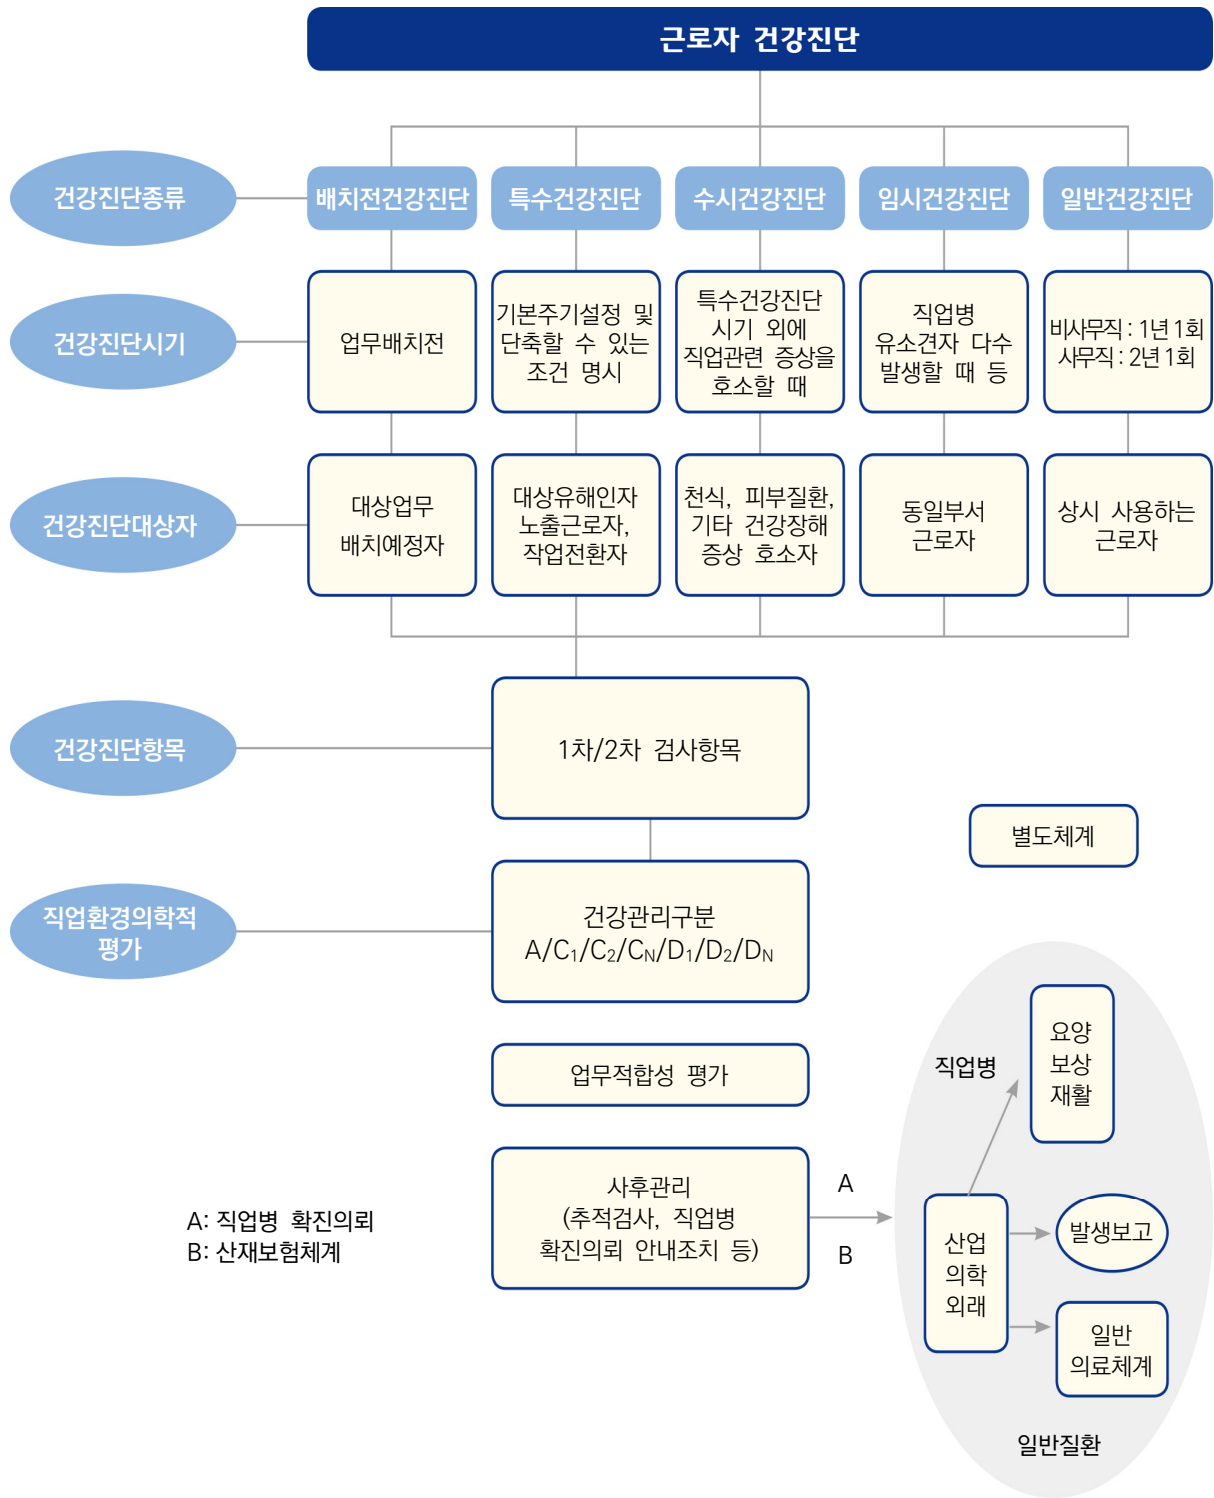 근로자 건강진단
건강진단종류
배치전건강진단
특수건강진단
수시건강진단
임시건강진단
일반건강진단
건강진단시기
업무배치전
기본주기설정 및
단축할 수 있는
조건 명시
특수건강진단
시기 외에
직업관련 증상을
호소할 때
직업병
유소견자 다수
발생할 때 등
비사무직 : 1년 1회
사무직 : 2년 1회
건강진단대상자
대상업무
배치예정자
대상유해인자
노출근로자,
작업전환자
천식, 피부질환,
기타 건강장해
증상 호소자
동일부서
근로자
상시 사용하는
근로자
건강진단항목
1차/2차 검사항목
별도체계
직업환경의학적
평가
건강관리구분
A/C₁/C₂/C_N/D₁/D₂/D_N
업무적합성 평가
사후관리
(추적검사, 직업병
확진의뢰 안내조치 등)
A: 직업병 확진의뢰
B: 산재보험체계
A
B
직업병
요양
보상
재활
산업
의학
외래
발생보고
일반
의료체계
일반질환